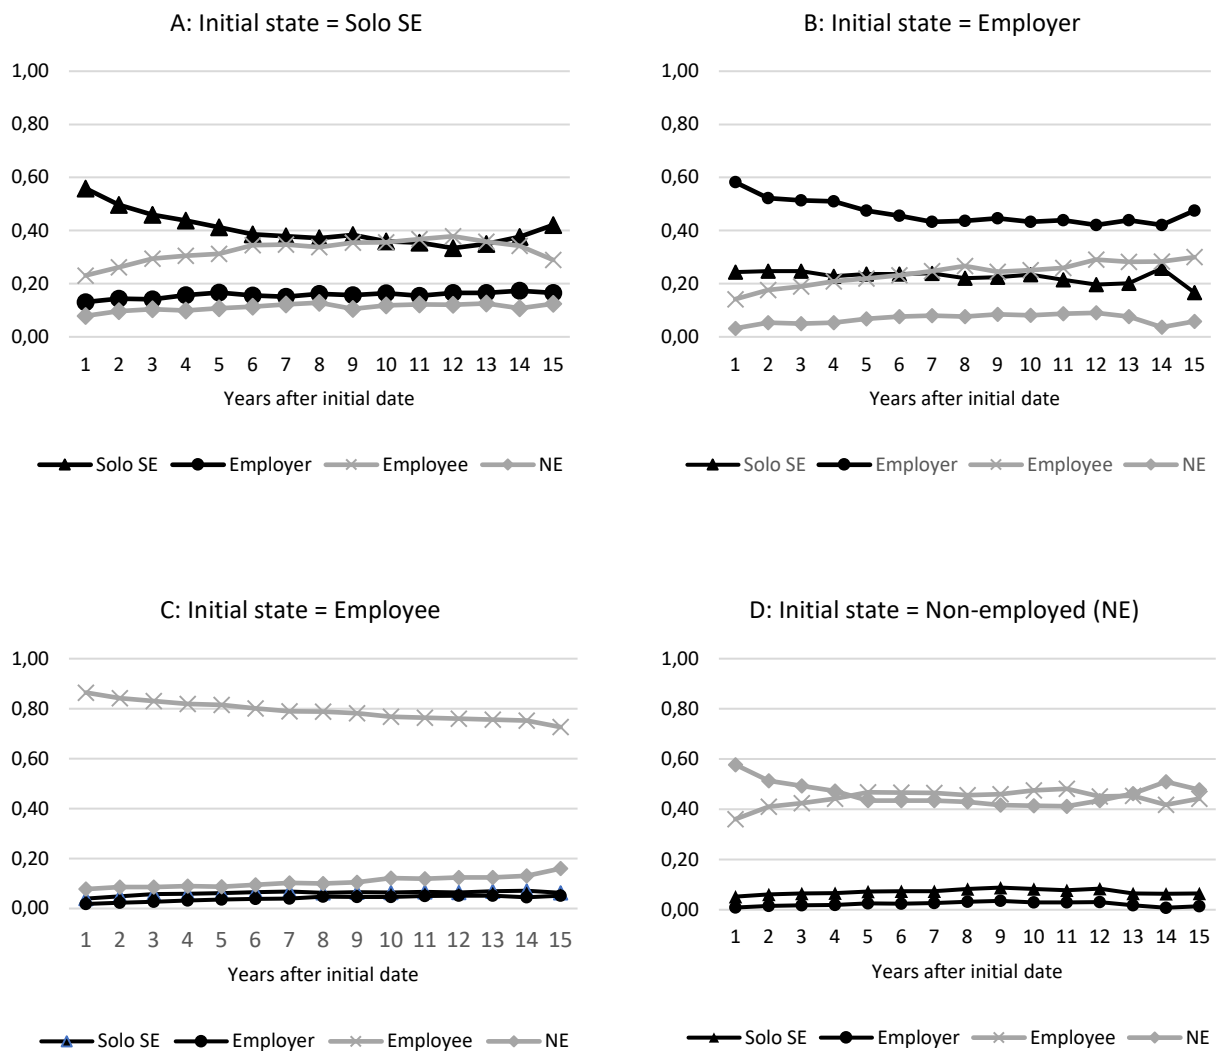 A: Initial state = Solo SE
1,00
0,80
0,60
0,40
0,20
0,00
1 2 3 4 5 6 7 8 9 10 11 12 13 14 15
Years after initial date
Solo SE Employer Employee NE
B: Initial state = Employer
1,00
0,80
0,60
0,40
0,20
0,00
1 2 3 4 5 6 7 8 9 10 11 12 13 14 15
Years after initial date
Solo SE Employer Employee NE
C: Initial state = Employee
1,00
0,80
0,60
0,40
0,20
0,00
1 2 3 4 5 6 7 8 9 10 11 12 13 14 15
Years after initial date
Solo SE Employer Employee NE
D: Initial state = Non-employed (NE)
1,00
0,80
0,60
0,40
0,20
0,00
1 2 3 4 5 6 7 8 9 10 11 12 13 14 15
Years after initial date
Solo SE Employer Employee NE